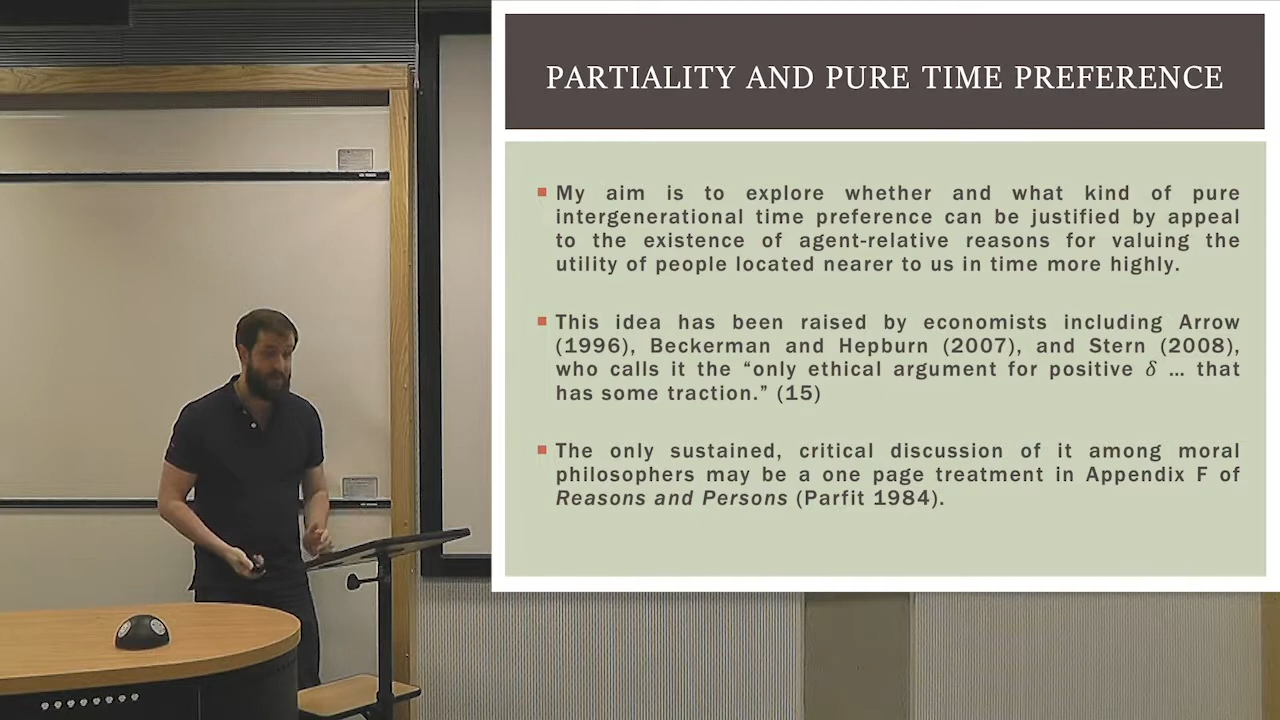 PARTIALITY AND PURE TIME PREFERENCE
My aim is to explore whether and what kind of pure
intergenerational time preference can be justified by appeal
to the existence of agent-relative reasons for valuing the
utility of people located nearer to us in time more highly.
This idea has been raised by economists including Arrow
(1996), Beckerman and Hepburn (2007), and Stern (2008),
who calls it the “only ethical argument for positive δ … that
has some traction.” (15)
The only sustained, critical discussion of it among moral
philosophers may be a one page treatment in Appendix F of
Reasons and Persons (Parfit 1984).